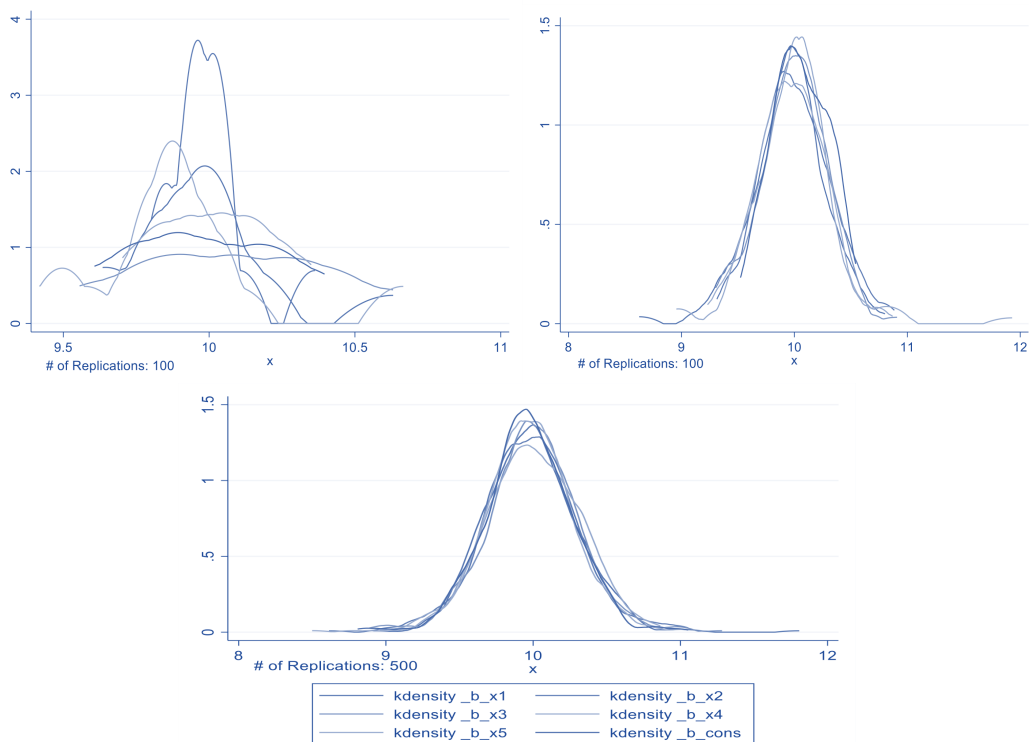 4
3
2
1
0
9.5 10 10.5 11
x
# of Replications: 100
1.5
1
.5
0
8 9 10 11 12
x
# of Replications: 100
1.5
1
.5
0
8 9 10 11 12
x
# of Replications: 500
kdensity _b_x1 kdensity _b_x2
kdensity _b_x3 kdensity _b_x4
kdensity _b_x5 kdensity _b_cons